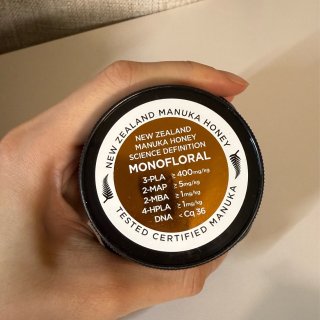 NEW ZEALAND MANUKA HONEY
NEW ZEALAND
MANUKA HONEY
SCIENCE DEFINITION
MONOFLORAL
3-PLA ≥ 400mg/kg
2-MAP ≥ 5mg/kg
2-MBA ≥ 1mg/kg
4-HPLA ≥ 1mg/kg
DNA < Cq 36
TESTED CERTIFIED MANUKA